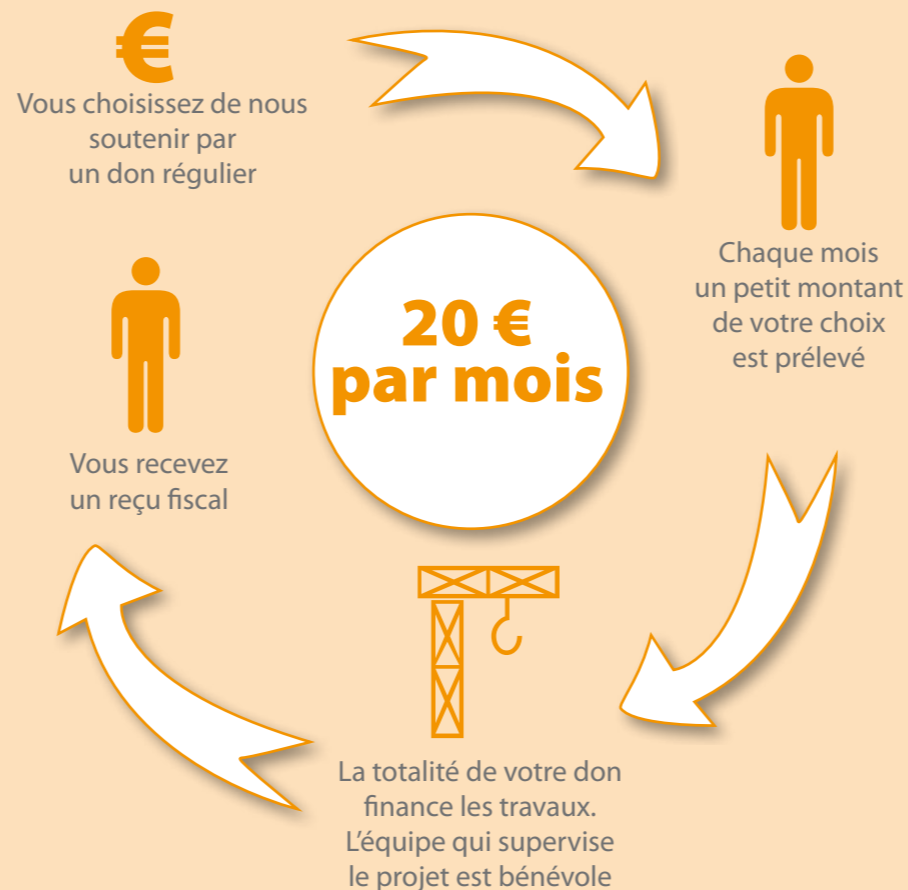 €
Vous choisissez de nous
soutenir par
un don régulier
Chaque mois
un petit montant
de votre choix
est prélevé
20 €
par mois
Vous recevez
un reçu fiscal
La totalité de votre don
finance les travaux.
L’équipe qui supervise
le projet est bénévole